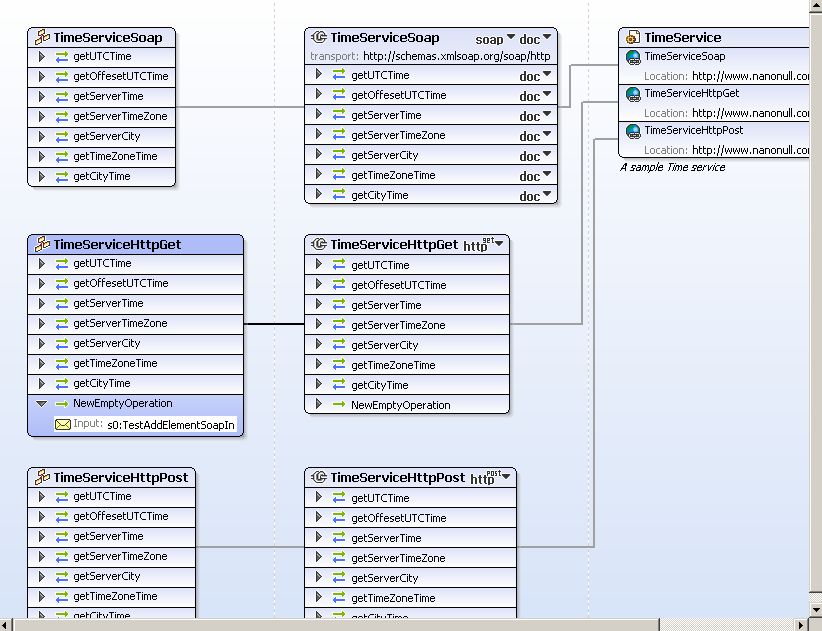 TimeServiceSoap
getUTCTime
getOffesetUTCTime
getServerTime
getServerTimeZone
getServerCity
getTimeZoneTime
getCityTime
TimeServiceSoap soap doc
transport: http://schemas.xmlsoap.org/soap/http
getUTCTime doc
getOffesetUTCTime doc
getServerTime doc
getServerTimeZone doc
getServerCity doc
getTimeZoneTime doc
getCityTime doc
TimeService
TimeServiceSoap
Location: http://www.nanonull.co
TimeServiceHttpGet
Location: http://www.nanonull.co
TimeServiceHttpPost
Location: http://www.nanonull.co
A sample Time service
TimeServiceHttpGet
getUTCTime
getOffesetUTCTime
getServerTime
getServerTimeZone
getServerCity
getTimeZoneTime
getCityTime
NewEmptyOperation
Input: s0:TestAddElementSoapIn
TimeServiceHttpGet http get
getUTCTime
getOffesetUTCTime
getServerTime
getServerTimeZone
getServerCity
getTimeZoneTime
getCityTime
NewEmptyOperation
TimeServiceHttpPost
getUTCTime
getOffesetUTCTime
getServerTime
getServerTimeZone
getServerCity
getTimeZoneTime
getCityTime
TimeServiceHttpPost http post
getUTCTime
getOffesetUTCTime
getServerTime
getServerTimeZone
getServerCity
getTimeZoneTime
getCityTime